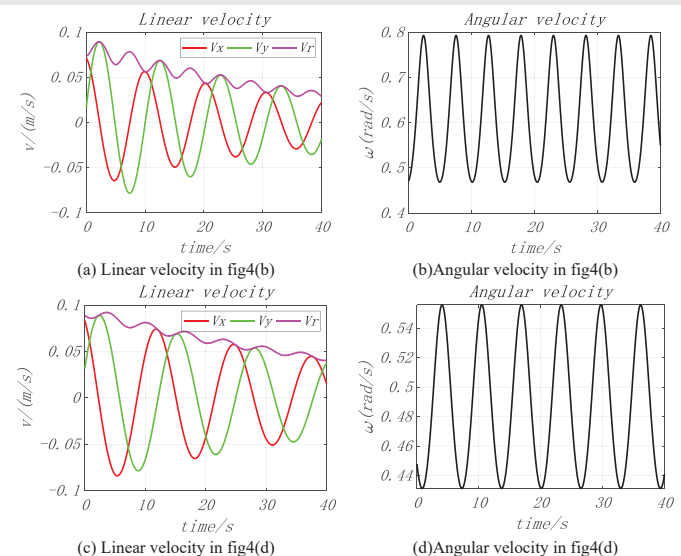 Linear velocity
0.1
0.05
0
-0.05
-0.1
v/(m/s)
Vx Vy Vr
0 10 20 30 40
time/s
(a) Linear velocity in fig4(b)
Angular velocity
0.8
0.7
0.6
0.5
0.4
ω(rad/s)
0 10 20 30 40
time/s
(b)Angular velocity in fig4(b)
Linear velocity
0.1
0.05
0
-0.05
-0.1
v/(m/s)
Vx Vy Vr
0 10 20 30 40
time/s
(c) Linear velocity in fig4(d)
Angular velocity
0.54
0.52
0.5
0.48
0.46
0.44
ω(rad/s)
0 10 20 30 40
time/s
(d)Angular velocity in fig4(d)